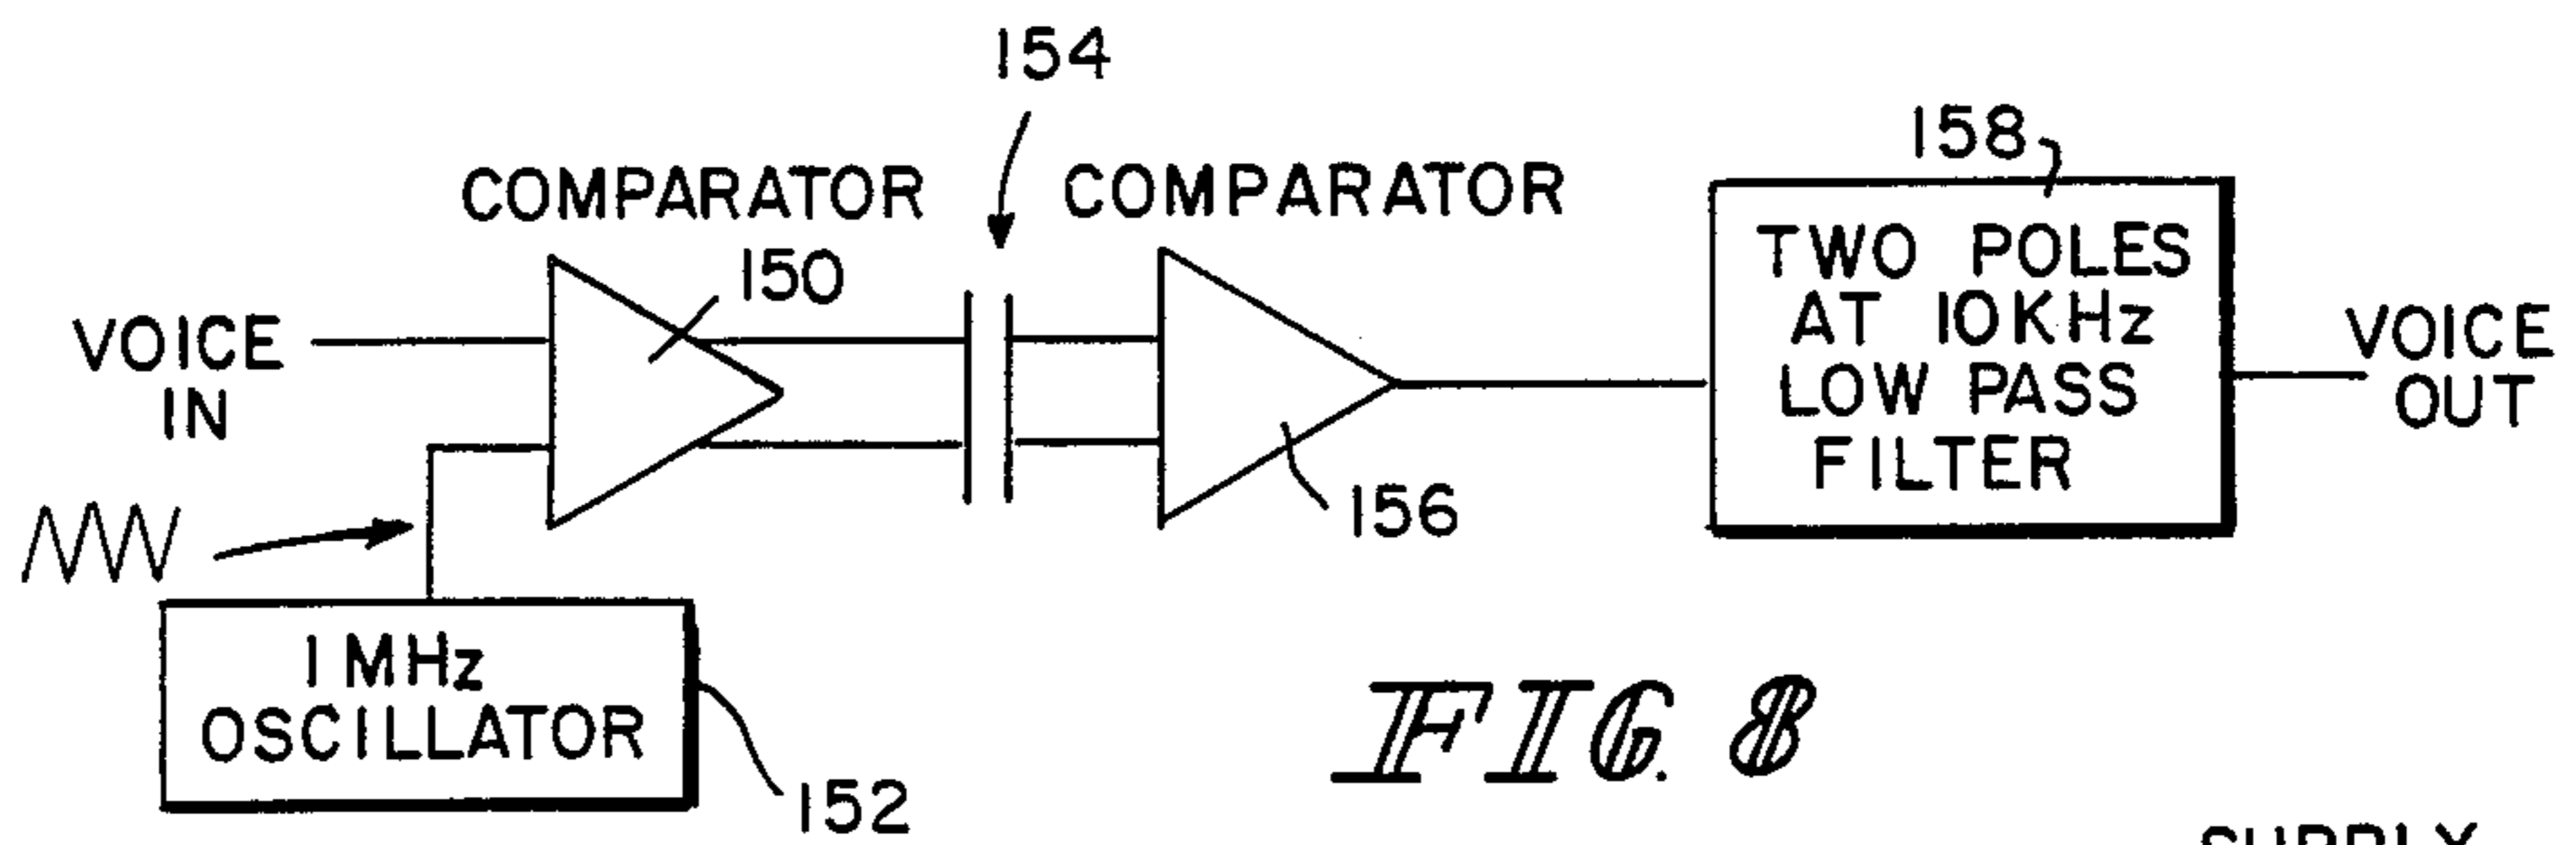 154
158
COMPARATOR
COMPARATOR
150
TWO POLES
AT 10KHz
LOW PASS
FILTER
VOICE
IN
VOICE
OUT
156
1 MHz
OSCILLATOR
152
FIG. 8
SUPPLY